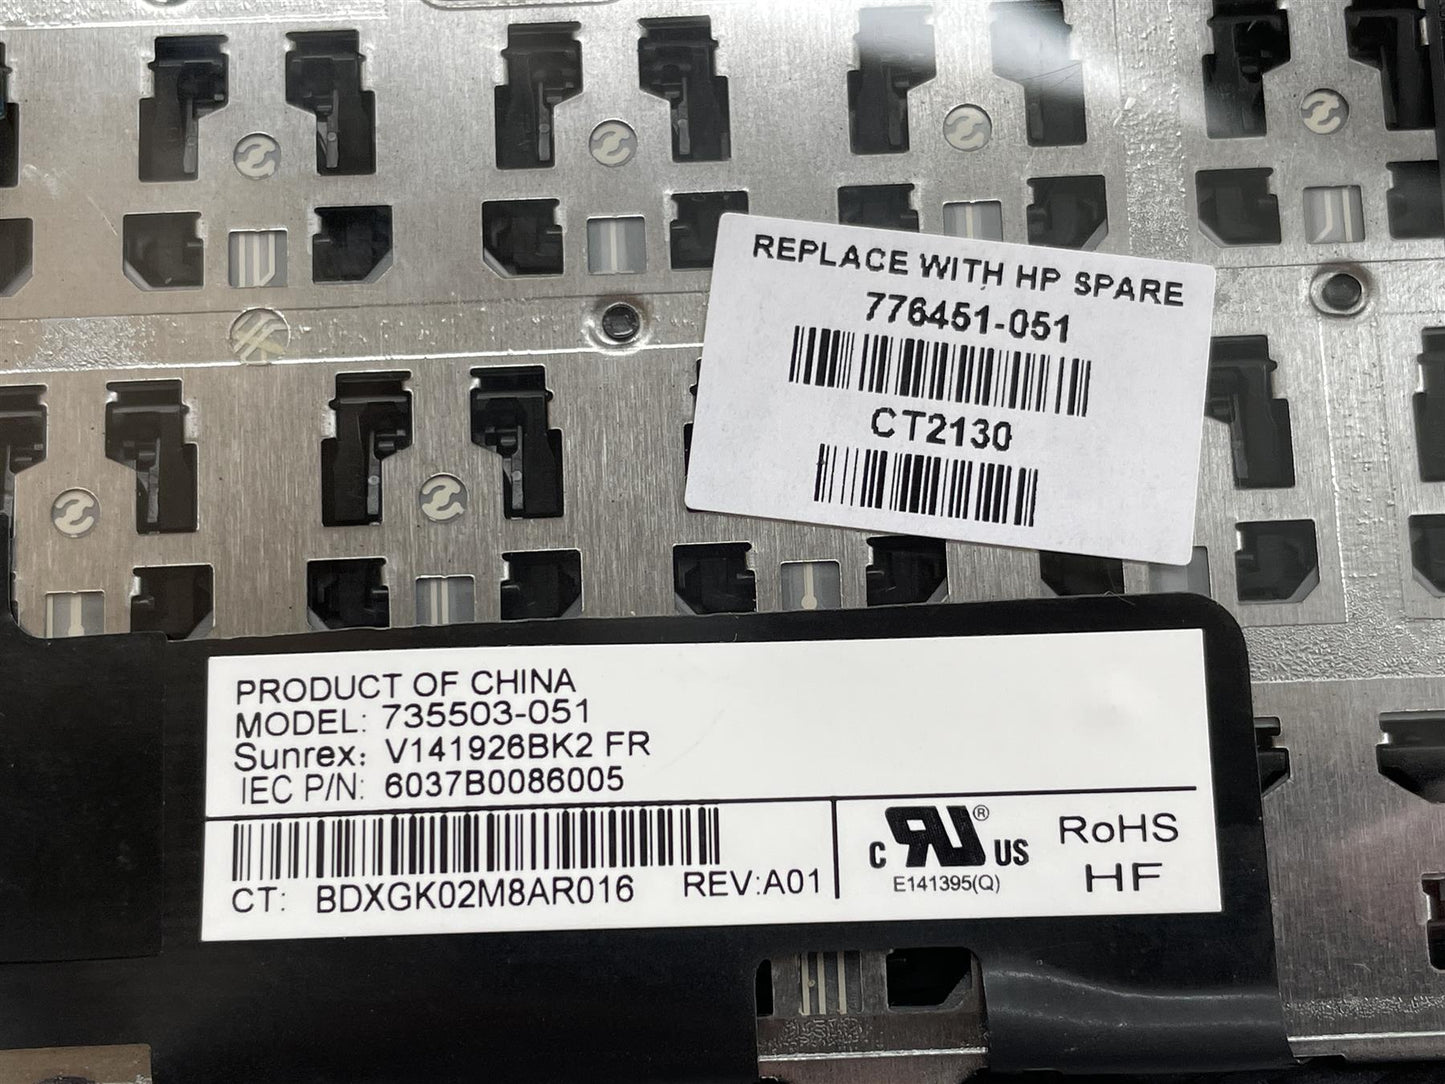 REPLACE WITH HP SPARE
776451-051
CT2130
PRODUCT OF CHINA
MODEL: 735503-051
Sunrex: V141926BK2 FR
IEC P/N: 6037B0086005
CT: BDXGK02M8AR016 REV:A01
C RU ® US
E141395(Q)
RoHS
HF